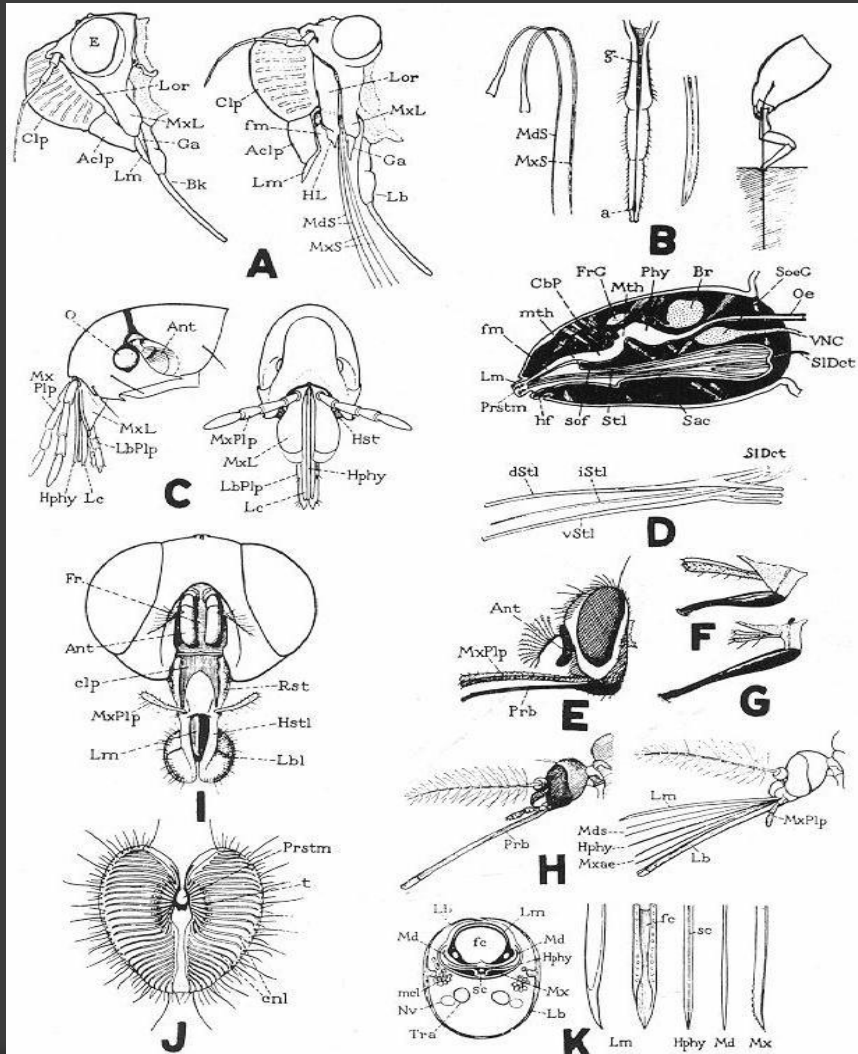 E
Lor
Clp
MxL
Ga
Aclp
Lm
Bk
Clp
Lor
fm
MxL
Aclp
Ga
Lm
HL
Lb
MdS
MxS
A
g
MdS
MxS
a
B
O
Ant
Mx
Plp
MxL
LbPlp
Hphy
Lc
MxPlp
Hst
MxL
Hphy
LbPlp
Lc
C
FrG
Phy
Br
SoeG
CbP
Mth
Oe
mth
fm
VNC
Lm
SlDct
Prstm
hf
sof
Stl
Sac
SlDct
dStl
iStl
vStl
D
Ant
MxPlp
Prb
E
F
G
Fr
Ant
clp
Rst
MxPlp
Hstl
Lm
Lbl
I
Prb
Lm
Mds
MxPlp
Hphy
Mxae
Lb
H
Prstm
t
cnl
J
Lb
Lm
fc
Md
Md
Hphy
sc
mcl
Mx
Nv
Lb
Tra
fc
sc
K
Lm
Hphy
Md
Mx